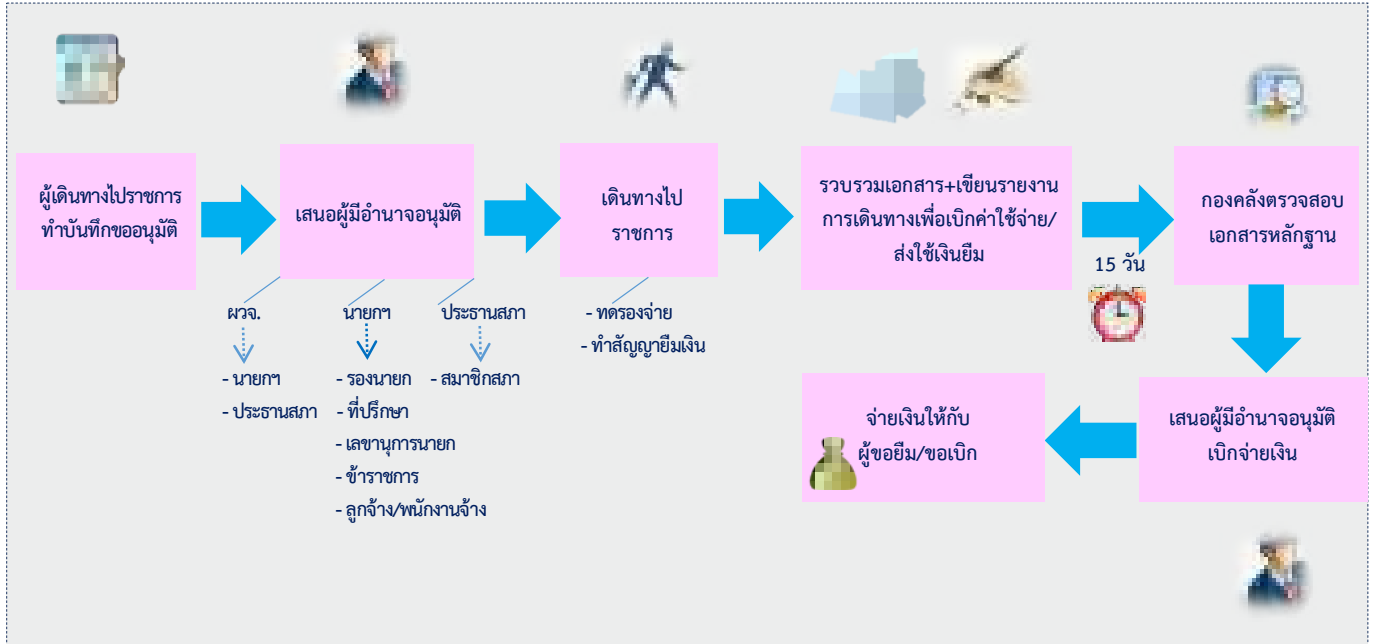 ผู้เดินทางไปราชการ
ทำบันทึกขออนุมัติ
เสนอผู้มีอำนาจอนุมัติ
เดินทางไป
ราชการ
รวบรวมเอกสาร+เขียนรายงาน
การเดินทางเพื่อเบิกค่าใช้จ่าย/
ส่งใช้เงินยืม
15 วัน
กองคลังตรวจสอบ
เอกสารหลักฐาน
ผวจ.
- นายกฯ
- ประธานสภา
นายกฯ
- รองนายก
- ที่ปรึกษา
- เลขานุการนายก
- ข้าราชการ
- ลูกจ้าง/พนักงานจ้าง
ประธานสภา
- สมาชิกสภา
- ทดรองจ่าย
- ทำสัญญายืมเงิน
เสนอผู้มีอำนาจอนุมัติ
เบิกจ่ายเงิน
จ่ายเงินให้กับ
ผู้ขอยืม/ขอเบิก